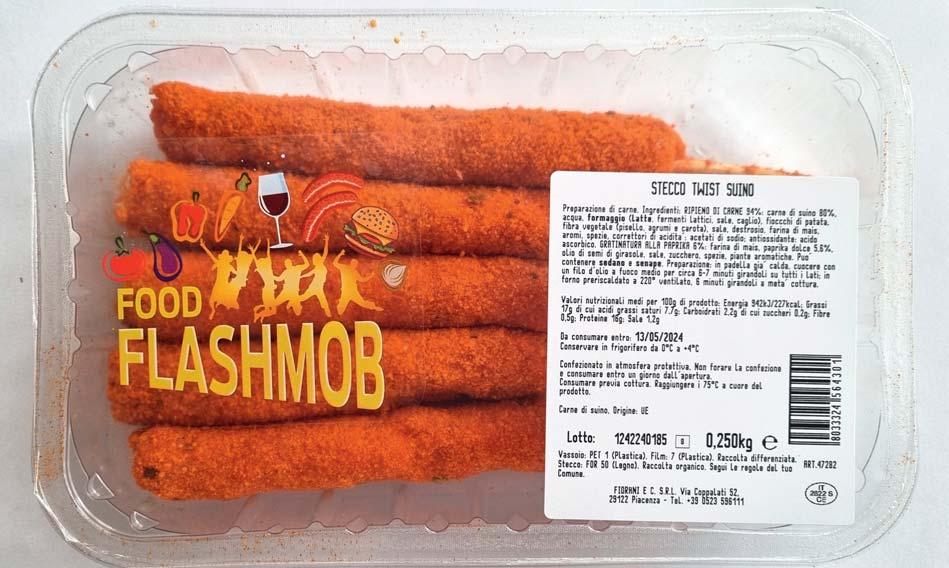 FOOD
FLASHMOB
STECCO TWIST SUINO
Preparazione di carne. Ingredienti: RIPIENO DI CARNE 94%: carne di suino 80%,
acqua, formaggio (Latte, fermenti lattici, sale, caglio), fioccchi di patata,
fibra vegetale (pisello, agrumi e carota), sale, destrosio, farina di mais,
aromi, spezie, correttori di acidita': acetati di sodio; antiossidante: acido
ascorbico. GRATINATURA ALLA PAPRIKA 6%: farina di mais, paprika dolce 5.6%,
olio di semi di girasole, sale, zucchero, spezie, piante aromatiche. Puo'
contenere sedano e senape. Preparazione: in padella gia' calda, cuocere con
un filo d'olio a fuoco medio per circa 6-7 minuti girandoli su tutti i lati; in
forno preriscaldato a 220° ventilato, 6 minuti girandoli a meta' cottura.
Valori nutrizionali medi per 100g di prodotto: Energia 942kJ/227kcal; Grassi
17g di cui acidi grassi saturi 7,7g; Carboidrati 2,2g di cui zuccheri 0,2g; Fibre
0,5g; Proteine 16g; Sale 1,2g
Da consumare entro: 13/05/2024
Conservare in frigorifero da 0°C a +4°C
Confezionato in atmosfera protettiva. Non forare la confezione
e consumare entro un giorno dall'apertura.
Consumare previa cottura. Raggiungere i 75°C a cuore del
prodotto.
Carne di suino. Origine: UE
Lotto: 1242240185 8 0,250kg e
Vassoio: PET 1 (Plastica). Film: 7 (Plastica). Raccolta differenziata.
Stecco: FOR 50 (Legno). Raccolta organico. Segui le regole del tuo
Comune.
ART.47282
FIORANI E C. S.R.L. Via Coppalati 52,
29122 Piacenza - Tel. +39 0523 596111
IT
2822 S
CE
8033324 564301